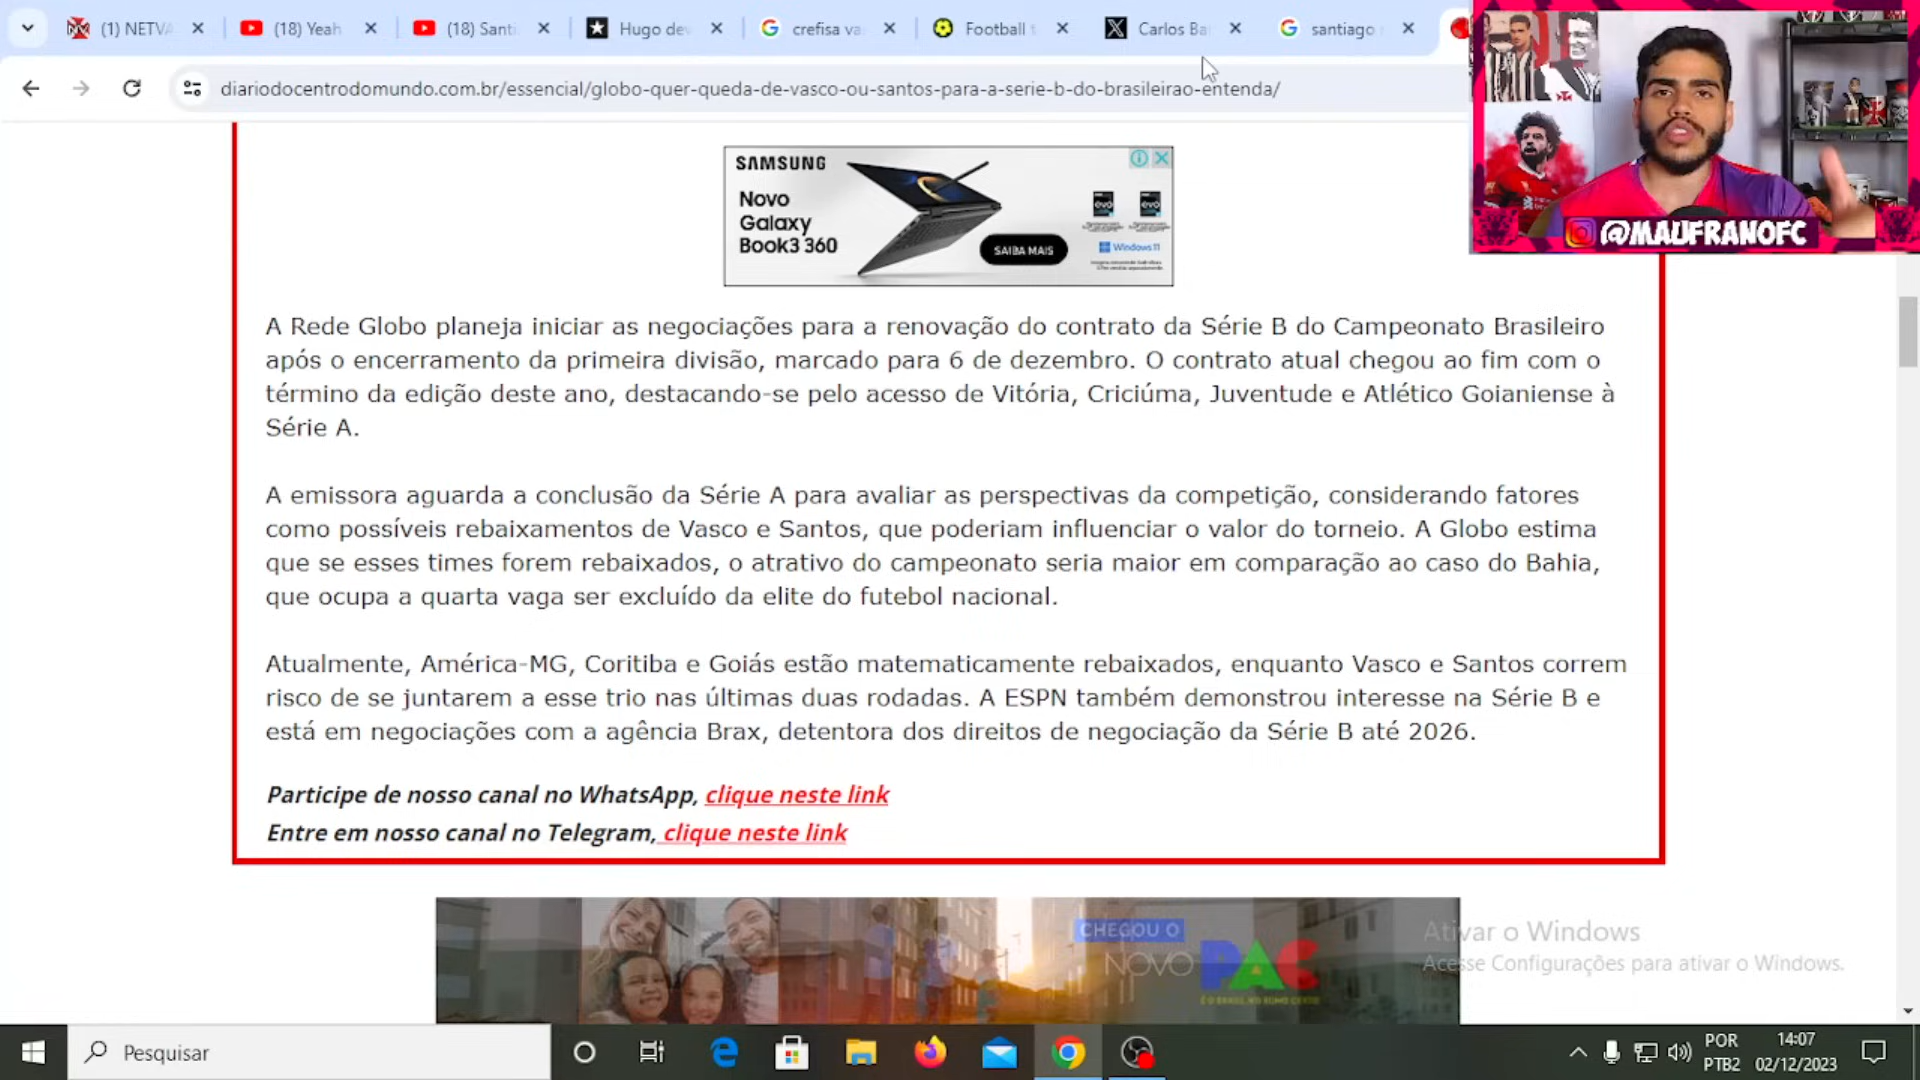 (1) NETVA
(18) Yeah
(18) Santi
Hugo dev
crefisa va
Football t
Carlos Ba
santiago
diariodocentrodomundo.com.br/essencial/globo-quer-queda-de-vasco-ou-santos-para-a-serie-b-do-brasileirao-entenda/
@MAUFRANOFC
SAMSUNG
Novo
Galaxy
Book3 360
evo evo
SAIBA MAIS
Windows 11
A Rede Globo planeja iniciar as negociações para a renovação do contrato da Série B do Campeonato Brasileiro
após o encerramento da primeira divisão, marcado para 6 de dezembro. O contrato atual chegou ao fim com o
término da edição deste ano, destacando-se pelo acesso de Vitória, Criciúma, Juventude e Atlético Goianiense à
Série A.
A emissora aguarda a conclusão da Série A para avaliar as perspectivas da competição, considerando fatores
como possíveis rebaixamentos de Vasco e Santos, que poderiam influenciar o valor do torneio. A Globo estima
que se esses times forem rebaixados, o atrativo do campeonato seria maior em comparação ao caso do Bahia,
que ocupa a quarta vaga ser excluído da elite do futebol nacional.
Atualmente, América-MG, Coritiba e Goiás estão matematicamente rebaixados, enquanto Vasco e Santos correm
risco de se juntarem a esse trio nas últimas duas rodadas. A ESPN também demonstrou interesse na Série B e
está em negociações com a agência Brax, detentora dos direitos de negociação da Série B até 2026.
Participe de nosso canal no WhatsApp, clique neste link
Entre em nosso canal no Telegram, clique neste link
CHEGOU O
NOVO PAC
Ativar o Windows
Acesse Configurações para ativar o Windows.
Pesquisar
POR
PTB2
14:07
02/12/2023